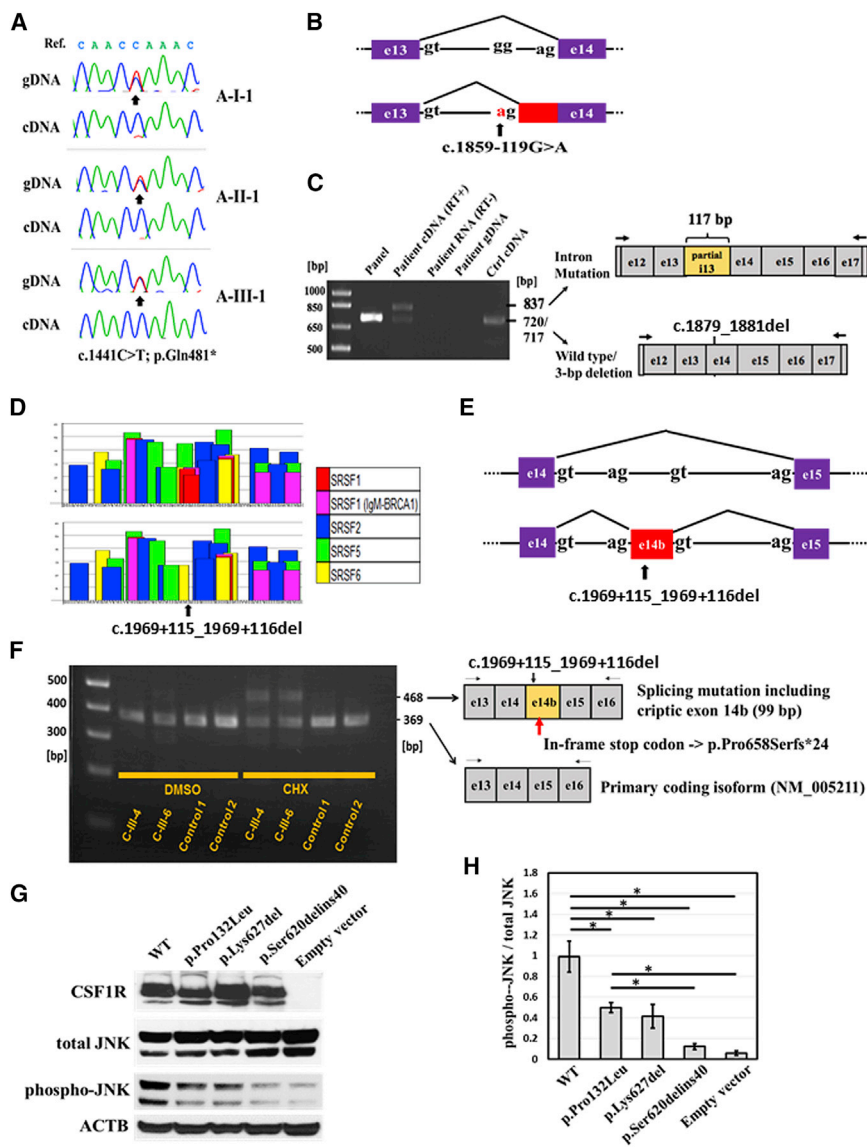 A
Ref. C A A C C A A A C
gDNA
A-I-1
cDNA
gDNA
A-II-1
cDNA
gDNA
A-III-1
cDNA
c.1441C>T; p.Gln481*
B
e13 gt gg ag e14
e13 gt ag e14
c.1859-119G>A
C
Panel
Patient cDNA (RT+)
Patient RNA (RT-)
Patient gDNA
Ctrl cDNA
[bp]
1000
850
650
500
[bp]
837
720/
717
117 bp
Intron
Mutation
e12 e13 partial i13 e14 e15 e16 e17
c.1879_1881del
Wild type/
3-bp deletion
e12 e13 e14 e15 e16 e17
D
SRSF1
SRSF1 (IgM-BRCA1)
SRSF2
SRSF5
SRSF6
c.1969+115_1969+116del
E
e14 gt ag gt ag e15
e14 gt ag e14b gt ag e15
c.1969+115_1969+116del
F
500
400
300
[bp]
DMSO
CHX
C-III-4
C-III-6
Control 1
Control 2
C-III-4
C-III-6
Control 1
Control 2
468
369
[bp]
c.1969+115_1969+116del
e13 e14 e14b e15 e16
Splicing mutation including
criptic exon 14b (99 bp)
In-frame stop codon -> p.Pro658Serfs*24
e13 e14 e15 e16
Primary coding isoform (NM_005211)
G
WT
p.Pro132Leu
p.Lys627del
p.Ser620delins40
Empty vector
CSF1R
total JNK
phospho-JNK
ACTB
H
phospho--JNK / total JNK
1.8
1.6
1.4
1.2
1
0.8
0.6
0.4
0.2
0
*
*
*
*
*
*
WT
p.Pro132Leu
p.Lys627del
p.Ser620delins40
Empty vector